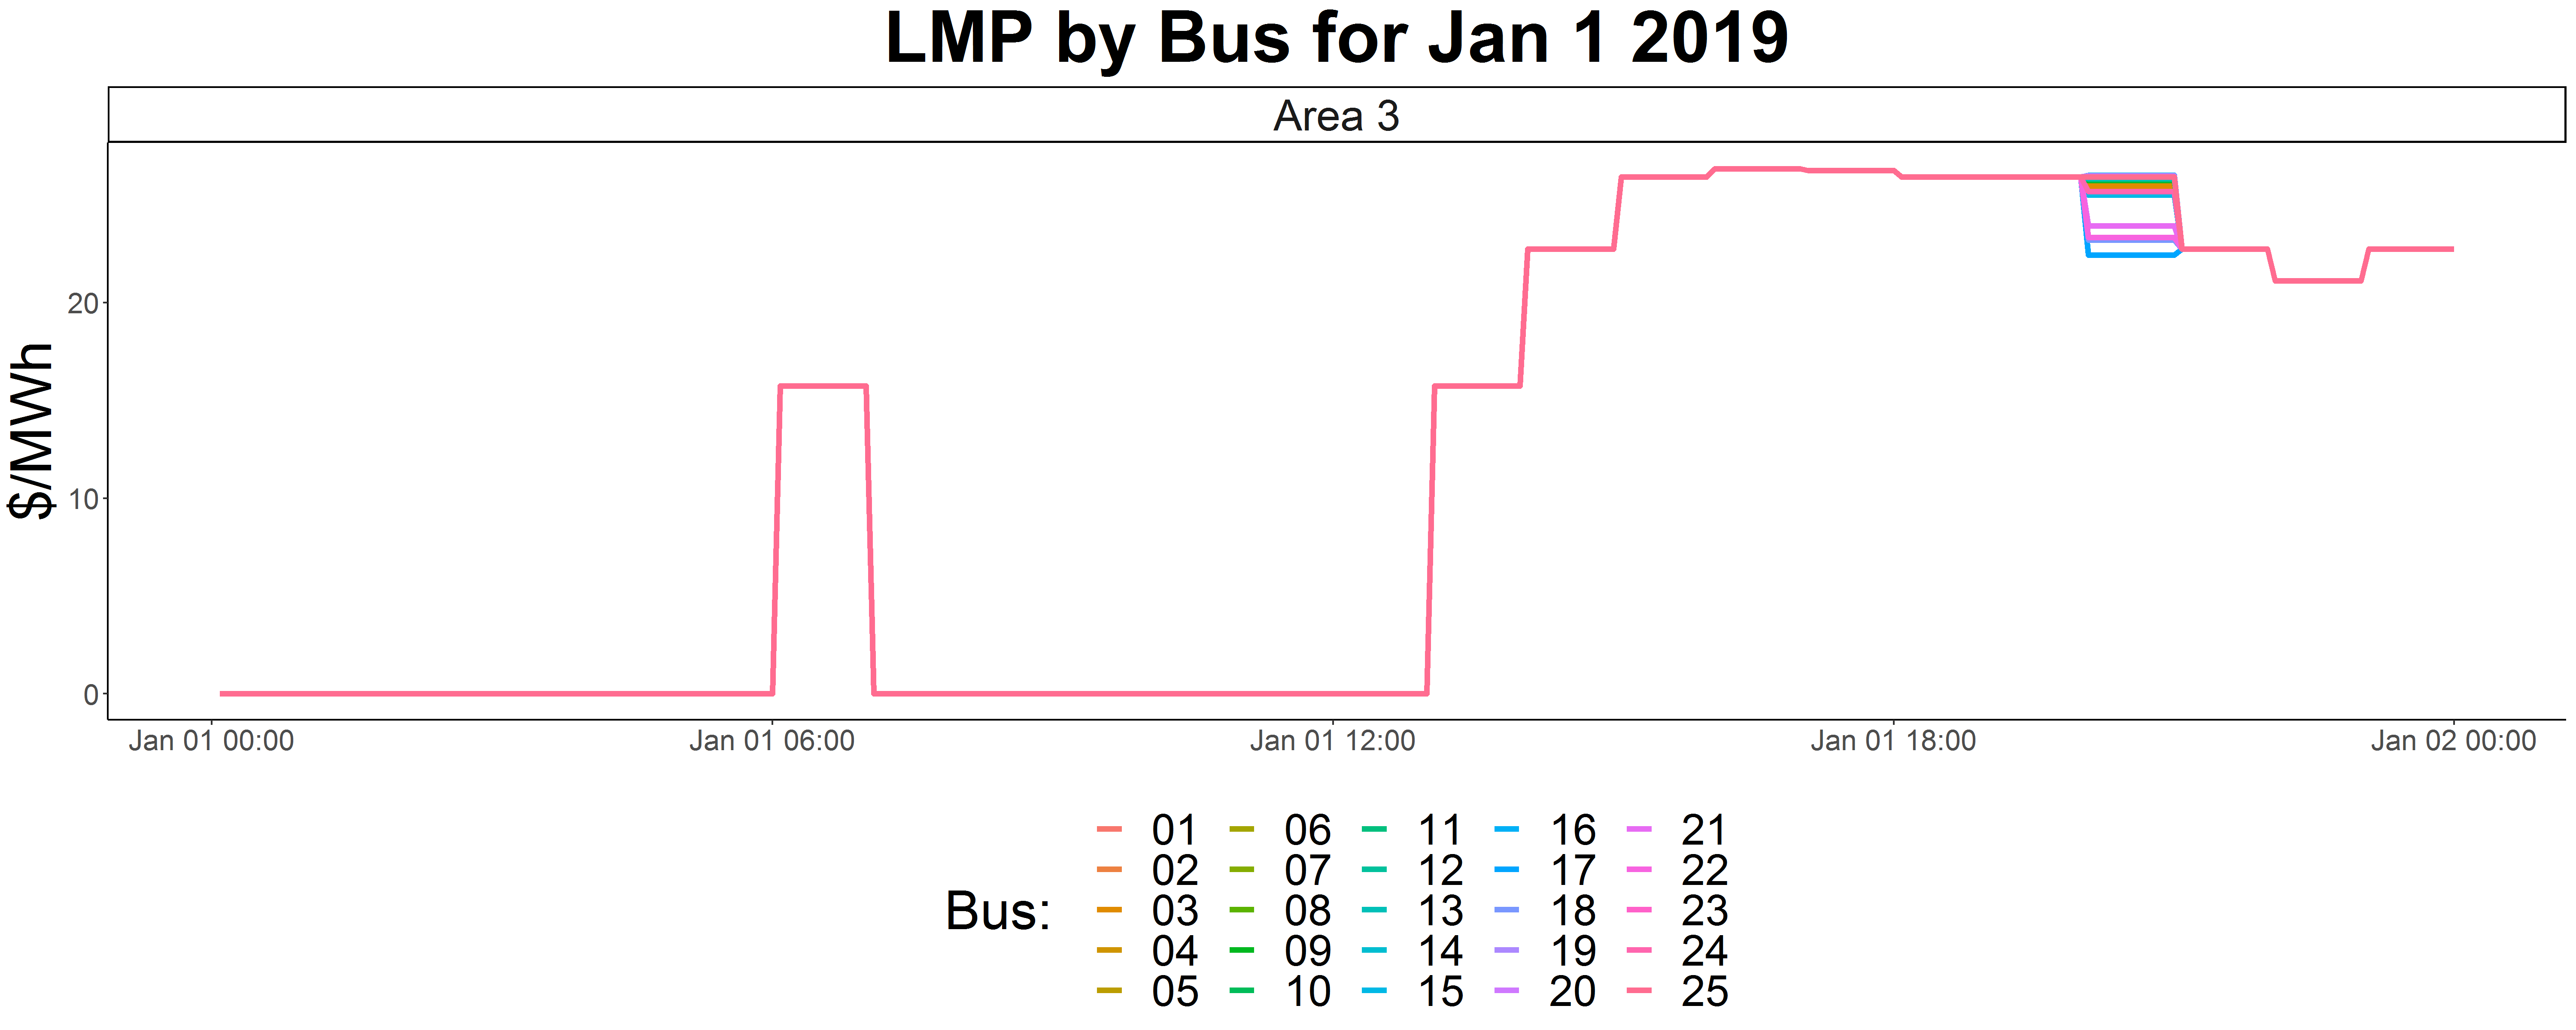 LMP by Bus for Jan 1 2019
Area 3
$/MWh
20
10
0
Jan 01 00:00 Jan 01 06:00 Jan 01 12:00 Jan 01 18:00 Jan 02 00:00
Bus:
01 06 11 16 21
02 07 12 17 22
03 08 13 18 23
04 09 14 19 24
05 10 15 20 25